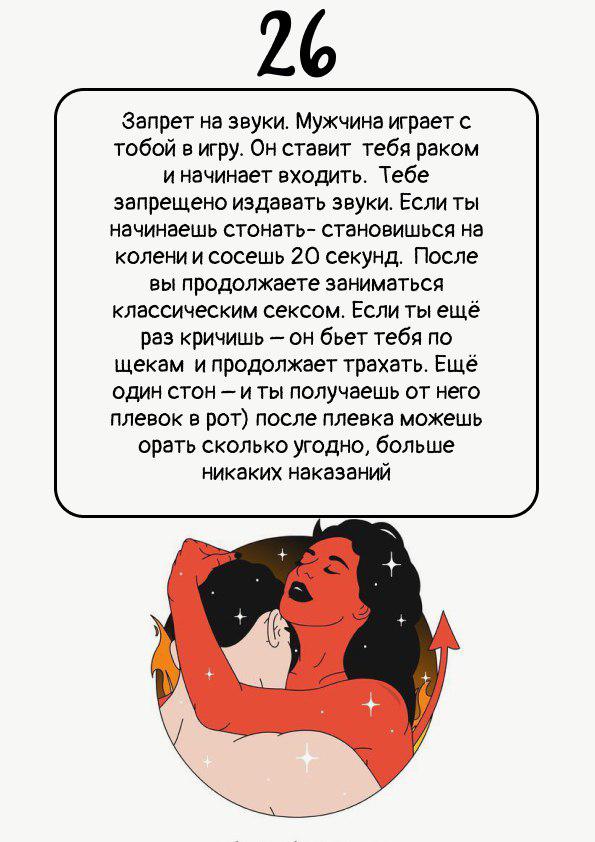 26
Запрет на звуки. Мужчина играет с
тобой в игру. Он ставит тебя раком
и начинает входить. Тебе
запрещено издавать звуки. Если ты
начинаешь стонать- становишься на
колени и сосешь 20 секунд. После
вы продолжаете заниматься
классическим сексом. Если ты ещё
раз кричишь – он бьет тебя по
щекам и продолжает трахать. Ещё
один стон – и ты получаешь от него
плевок в рот) после плевка можешь
орать сколько угодно, больше
никаких наказаний